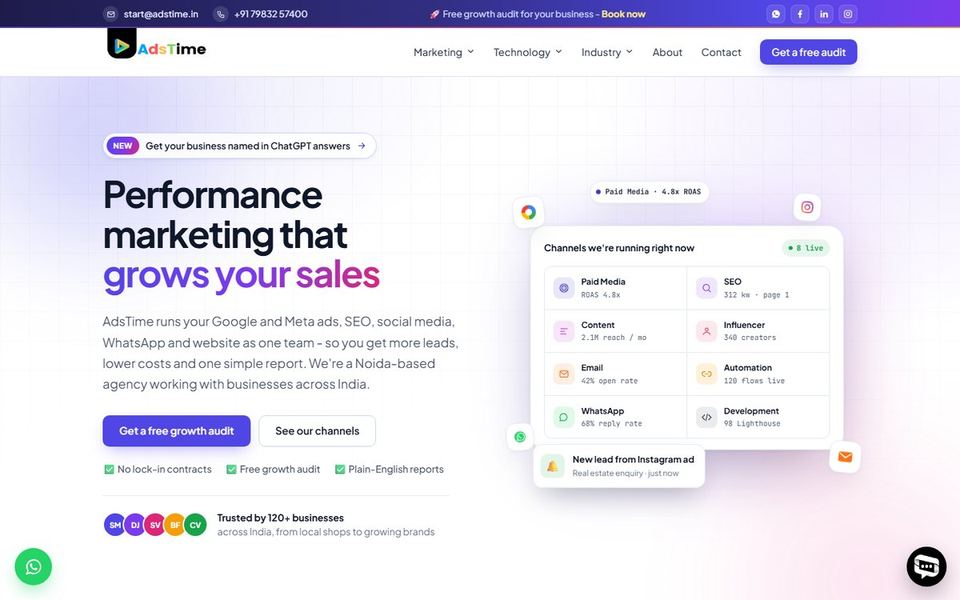 start@adstime.in
+91 79832 57400
🚀 Free growth audit for your business - Book now
AdsTime
Marketing
Technology
Industry
About
Contact
Get a free audit
NEW
Get your business named in ChatGPT answers →
Performance
marketing that
grows your sales
AdsTime runs your Google and Meta ads, SEO, social media,
WhatsApp and website as one team - so you get more leads,
lower costs and one simple report. We're a Noida-based
agency working with businesses across India.
Get a free growth audit
See our channels
✅ No lock-in contracts
✅ Free growth audit
✅ Plain-English reports
SM
DJ
SV
BF
CV
Trusted by 120+ businesses
across India, from local shops to growing brands
Paid Media · 4.8x ROAS
Channels we're running right now
8 live
Paid Media
ROAS 4.8x
SEO
312 kw · page 1
Content
2.1M reach / mo
Influencer
340 creators
Email
42% open rate
Automation
120 flows live
WhatsApp
68% reply rate
Development
98 Lighthouse
New lead from Instagram ad
Real estate enquiry · just now